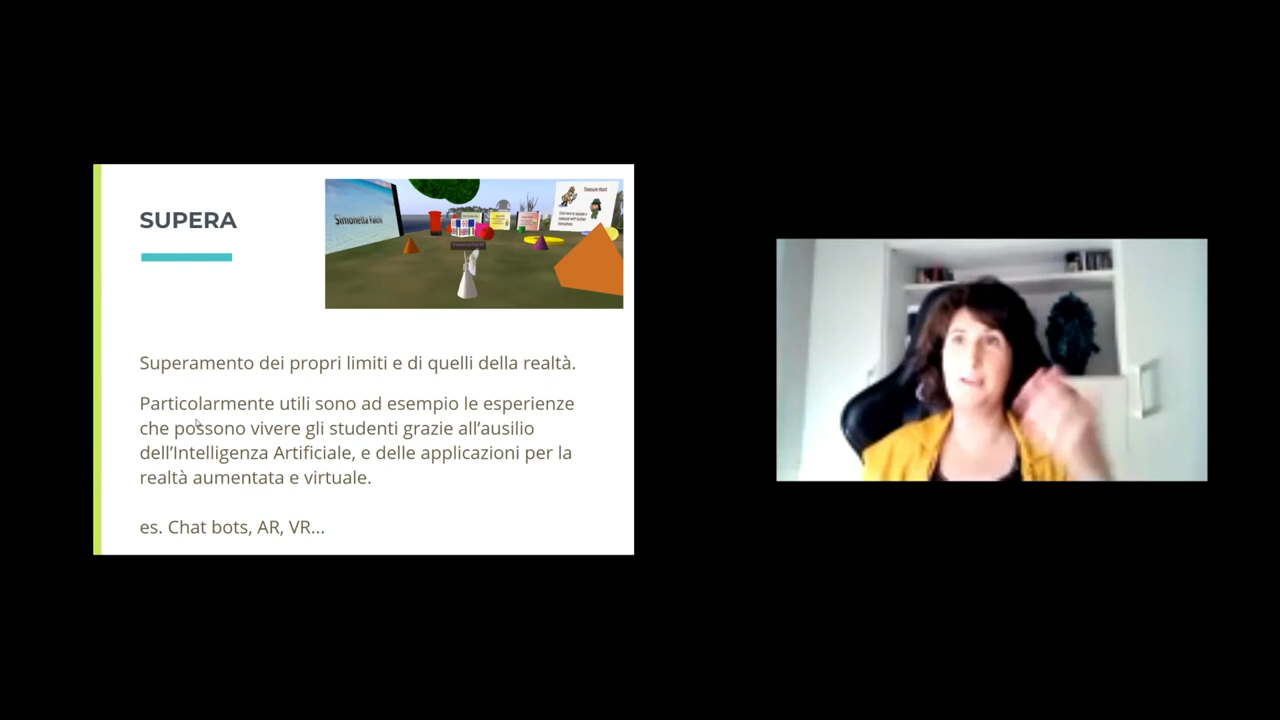 SUPERA
Simonetta Falchi
Treasure Hunt
Superamento dei propri limiti e di quelli della realtà.
Particolarmente utili sono ad esempio le esperienze
che possono vivere gli studenti grazie all'ausilio
dell'Intelligenza Artificiale, e delle applicazioni per la
realtà aumentata e virtuale.
es. Chat bots, AR, VR...